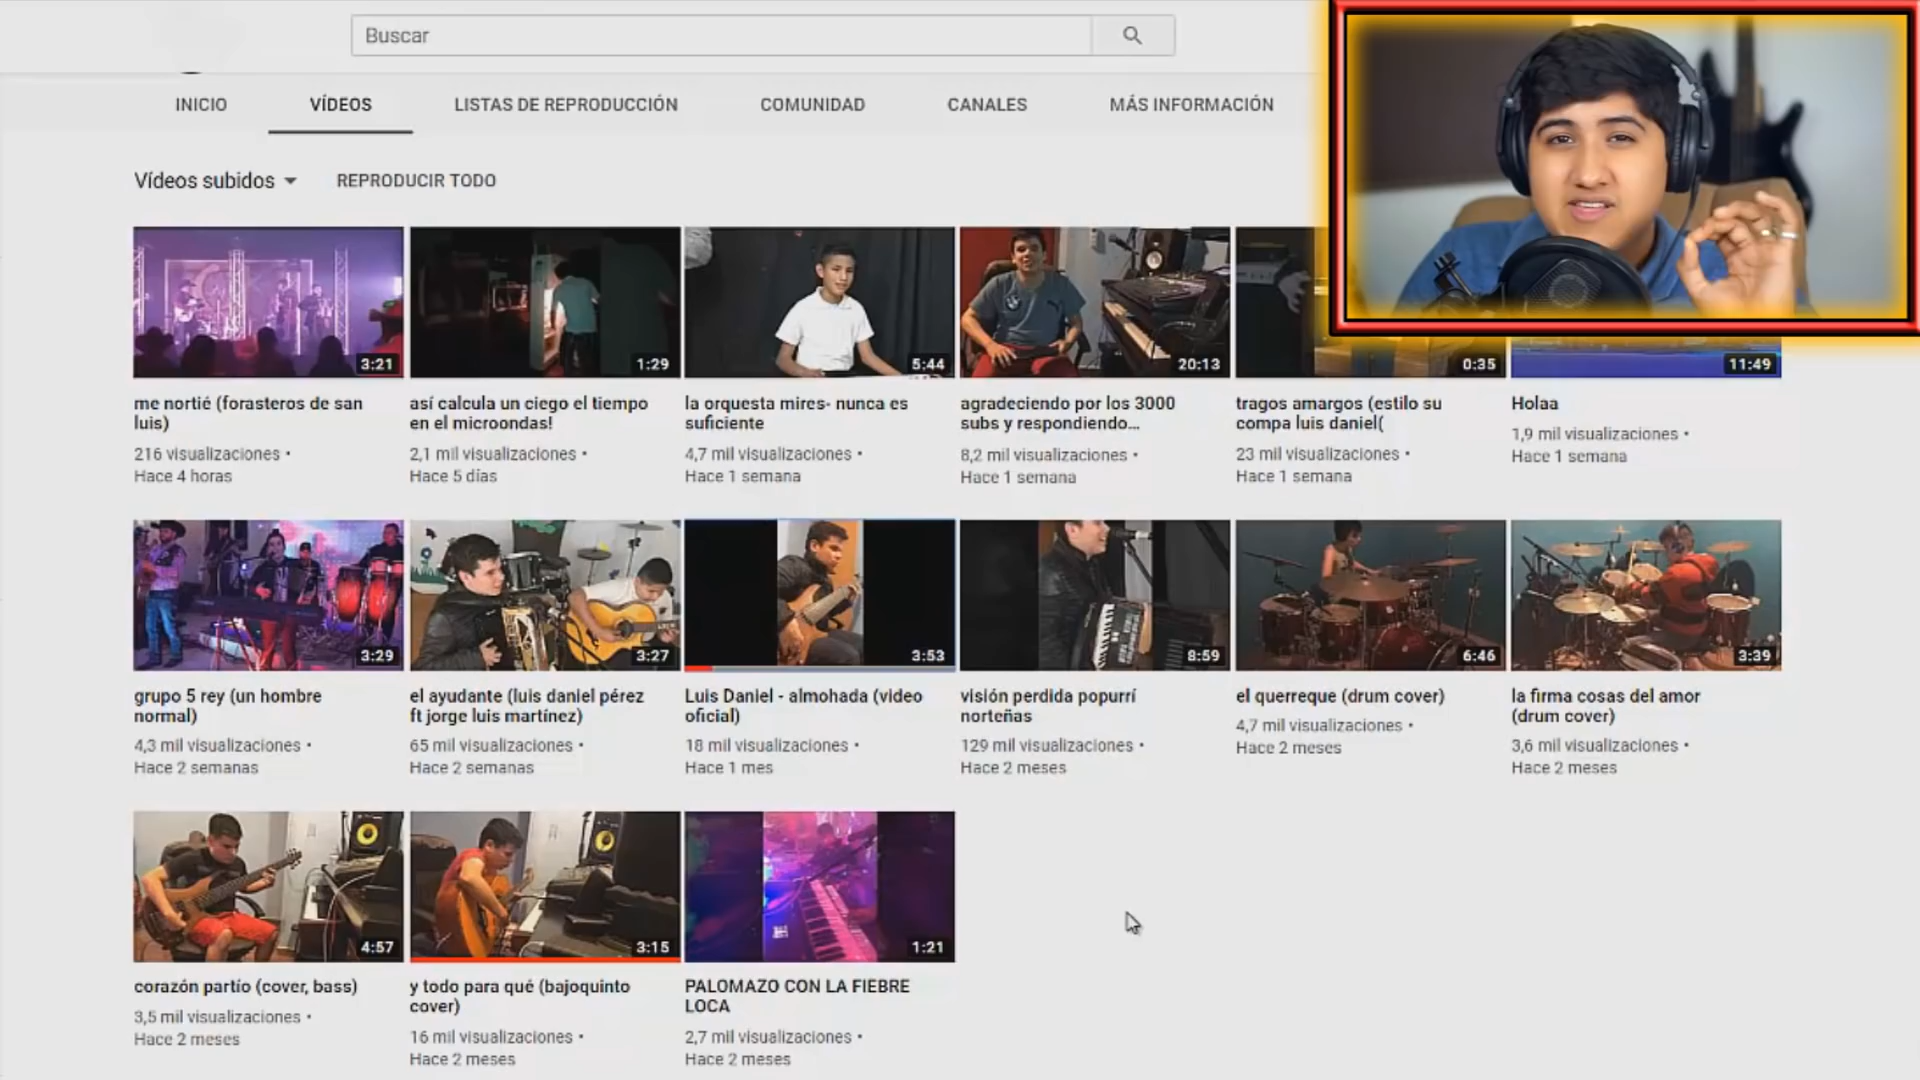 Buscar
INICIO
VÍDEOS
LISTAS DE REPRODUCCIÓN
COMUNIDAD
CANALES
MÁS INFORMACIÓN
Vídeos subidos
REPRODUCIR TODO
3:21
1:29
5:44
20:13
0:35
11:49
me nortié (forasteros de san
luis)
216 visualizaciones •
Hace 4 horas
así calcula un ciego el tiempo
en el microondas!
2,1 mil visualizaciones •
Hace 5 días
la orquesta mires- nunca es
suficiente
4,7 mil visualizaciones •
Hace 1 semana
agradeciendo por los 3000
subs y respondiendo...
8,2 mil visualizaciones •
Hace 1 semana
tragos amargos (estilo su
compa luis daniel(
23 mil visualizaciones •
Hace 1 semana
Holaa
1,9 mil visualizaciones •
Hace 1 semana
3:29
3:27
3:53
8:59
6:46
3:39
grupo 5 rey (un hombre
normal)
4,3 mil visualizaciones •
Hace 2 semanas
el ayudante (luis daniel pérez
ft jorge luis martínez)
65 mil visualizaciones •
Hace 2 semanas
Luis Daniel - almohada (video
oficial)
18 mil visualizaciones •
Hace 1 mes
visión perdida popurrí
norteñas
129 mil visualizaciones •
Hace 2 meses
el querreque (drum cover)
4,7 mil visualizaciones •
Hace 2 meses
la firma cosas del amor
(drum cover)
3,6 mil visualizaciones •
Hace 2 meses
4:57
3:15
1:21
corazón partío (cover, bass)
3,5 mil visualizaciones •
Hace 2 meses
y todo para qué (bajoquinto
cover)
16 mil visualizaciones •
Hace 2 meses
PALOMAZO CON LA FIEBRE
LOCA
2,7 mil visualizaciones •
Hace 2 meses